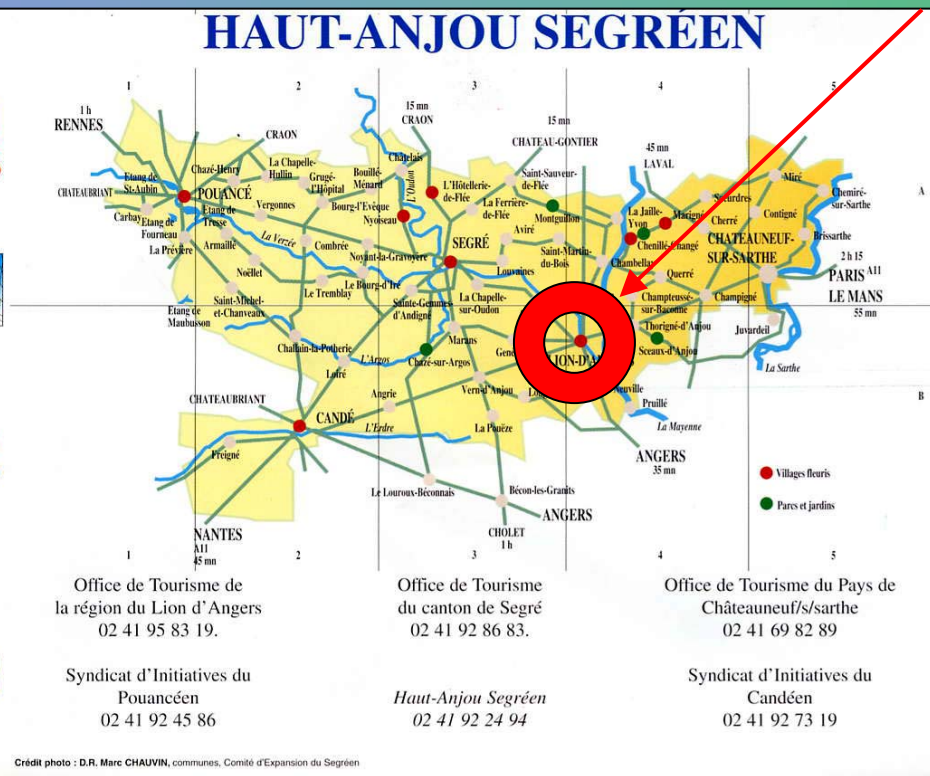 HAUT-ANJOU SEGRÉEN
1
2
3
4
5
1 h
RENNES
15 mn
CRAON
15 mn
CHATEAU-GONTIER
45 mn
LAVAL
CRAON
Chazé-Henry
La Chapelle-
Hullin
Grugé-
l'Hôpital
Bouillé-
Ménard
Châtelais
L'Oudon
L'Hôtellerie-
de-Flée
Saint-Sauveur-
de-Flée
Miré
Chemiré-
sur-Sarthe
A
Etang de
St-Aubin
CHATEAUBRIANT
POUANCÉ
Carbay
Etang de
Fourneau
Etang de
Tresse
Vergonnes
Bourg-l'Evêque
Nyoiseau
La Ferrière-
de-Flée
Montguillon
La Jaille-
Yvon
Marigné
Cherré
Contigné
Brissarthe
La Prévière
Armaillé
La Verzée
Combrée
Noyant-la-Gravoyère
SEGRÉ
Aviré
Saint-Martin-
du-Bois
Chenillé-Changé
CHATEAUNEUF-
SUR-SARTHE
2 h 15
PARIS A11
LE MANS
55 mn
Noëllet
Le Tremblay
Le Bourg-d'Iré
Louvaines
Chambellay
Querré
Etang de
Maubusson
Saint-Michel-
et-Chanveaux
Sainte-Gemmes-
d'Andigné
La Chapelle-
sur-Oudon
Champteussé-
sur-Baconne
Champigné
Challain-la-Potherie
L'Argos
Chazé-sur-Argos
Marans
Thorigné-d'Anjou
Sceaux-d'Anjou
Juvardeil
La Sarthe
Loiré
CHATEAUBRIANT
Angrie
Vern-d'Anjou
Pruillé
B
La Mayenne
CANDÉ
L'Erdre
La Pouëze
Freigné
ANGERS
35 mn
Villages fleuris
Le Louroux-Béconnais
Bécon-les-Granits
Parcs et jardins
ANGERS
NANTES
A11
45 mn
CHOLET
1 h
1
2
3
4
5
Office de Tourisme de
la région du Lion d'Angers
02 41 95 83 19.
Office de Tourisme
du canton de Segré
02 41 92 86 83.
Office de Tourisme du Pays de
Châteauneuf/s/sarthe
02 41 69 82 89
Syndicat d'Initiatives du
Pouancéen
02 41 92 45 86
Haut-Anjou Segréen
02 41 92 24 94
Syndicat d'Initiatives du
Candéen
02 41 92 73 19
Crédit photo : D.R. Marc CHAUVIN, communes, Comité d'Expansion du Segréen